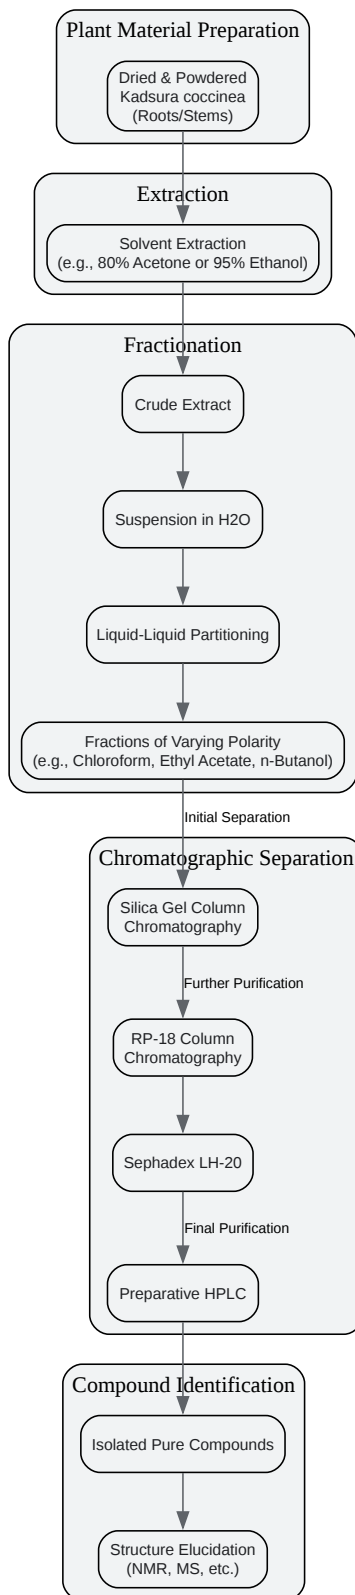 Plant Material Preparation
Dried & Powdered
Kadsura coccinea
(Roots/Stems)
Extraction
Solvent Extraction
(e.g., 80% Acetone or 95% Ethanol)
Fractionation
Crude Extract
Suspension in H2O
Liquid-Liquid Partitioning
Fractions of Varying Polarity
(e.g., Chloroform, Ethyl Acetate, n-Butanol)
Initial Separation
Chromatographic Separation
Silica Gel Column
Chromatography
Further Purification
RP-18 Column
Chromatography
Sephadex LH-20
Final Purification
Preparative HPLC
Compound Identification
Isolated Pure Compounds
Structure Elucidation
(NMR, MS, etc.)